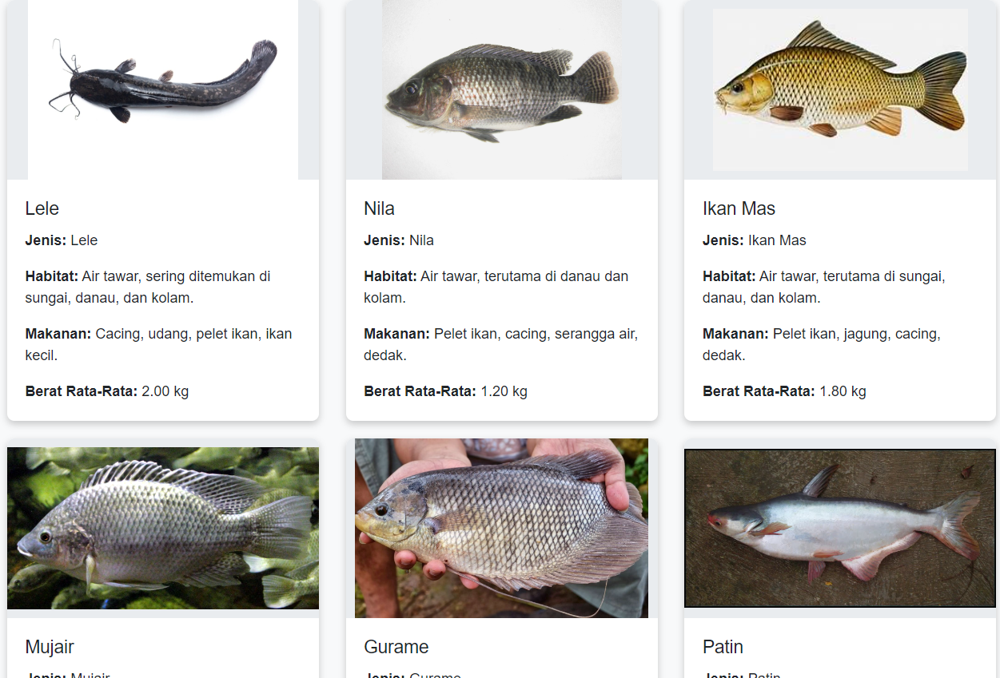 Lele
Jenis: Lele
Habitat: Air tawar, sering ditemukan di
sungai, danau, dan kolam.
Makanan: Cacing, udang, pelet ikan, ikan
kecil.
Berat Rata-Rata: 2.00 kg
Nila
Jenis: Nila
Habitat: Air tawar, terutama di danau dan
kolam.
Makanan: Pelet ikan, cacing, serangga air,
dedak.
Berat Rata-Rata: 1.20 kg
Ikan Mas
Jenis: Ikan Mas
Habitat: Air tawar, terutama di sungai,
danau, dan kolam.
Makanan: Pelet ikan, jagung, cacing,
dedak.
Berat Rata-Rata: 1.80 kg
Mujair
Jenis: Mujair
Gurame
Jenis: Gurame
Patin
Jenis: Patin